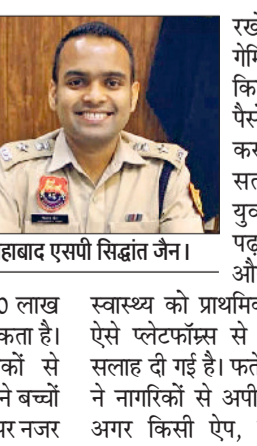 रखे
गेमि
कि
पैसे
कस
सत
युव
पढ़
औ
हाबाद एसपी सिद्धांत जैन।
0 लाख
कता है।
कों से
ने बच्चों
पर नजर
स्वास्थ्य को प्राथमि
ऐसे प्लेटफॉर्म्स से
सलाह दी गई है। फते
ने नागरिकों से अपी
अगर किसी ऐप,